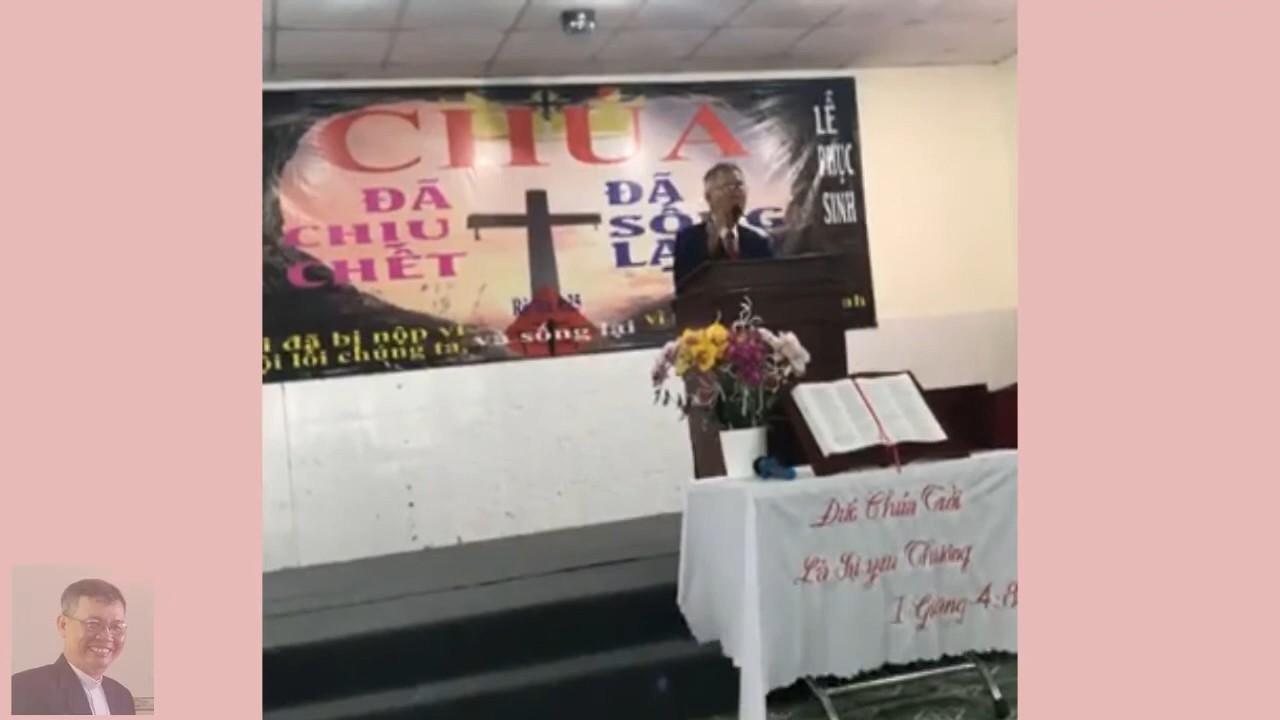 CHÚA
ĐÃ
CHỊU
CHẾT
ĐÃ
SỐNG
LẠI
LỄ
PHỤC
SINH
đã bị nộp vì
lỗi chúng ta,
và sống lại vì
Đức Chúa Trời
Là Sự yêu Thương
I Giăng 4:8